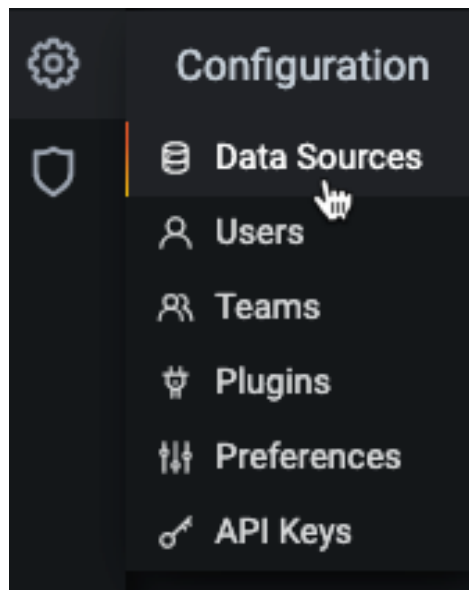 Configuration
Data Sources
Users
Teams
Plugins
Preferences
API Keys